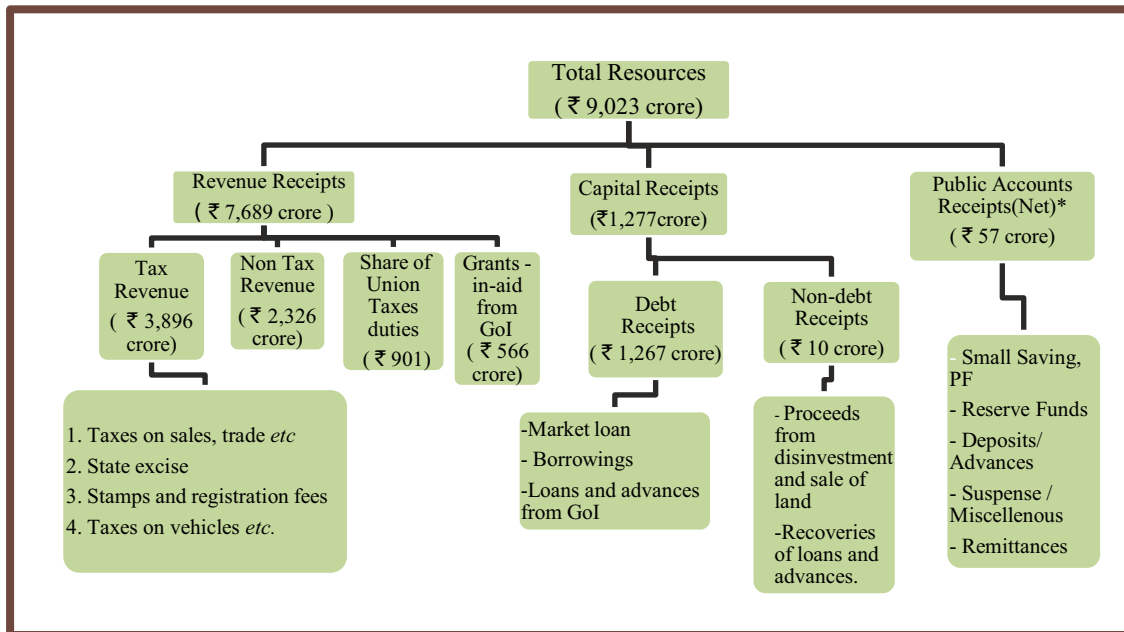 Total Resources
( ₹ 9,023 crore)
Revenue Receipts
( ₹ 7,689 crore )
Capital Receipts
(₹1,277crore)
Public Accounts
Receipts(Net)*
( ₹ 57 crore)
Tax
Revenue
( ₹ 3,896
crore)
Non Tax
Revenue
( ₹ 2,326
crore)
Share of
Union
Taxes
duties
( ₹ 901)
Grants -
in-aid
from
GoI
( ₹ 566
crore)
Debt
Receipts
( ₹ 1,267 crore)
Non-debt
Receipts
( ₹ 10 crore)
1. Taxes on sales, trade etc
2. State excise
3. Stamps and registration fees
4. Taxes on vehicles etc.
-Market loan
- Borrowings
-Loans and advances
from GoI
- Proceeds
from
disinvestment
and sale of
land
-Recoveries
of loans and
advances.
- Small Saving,
PF
- Reserve Funds
- Deposits/
Advances
- Suspense /
Miscellenous
- Remittances